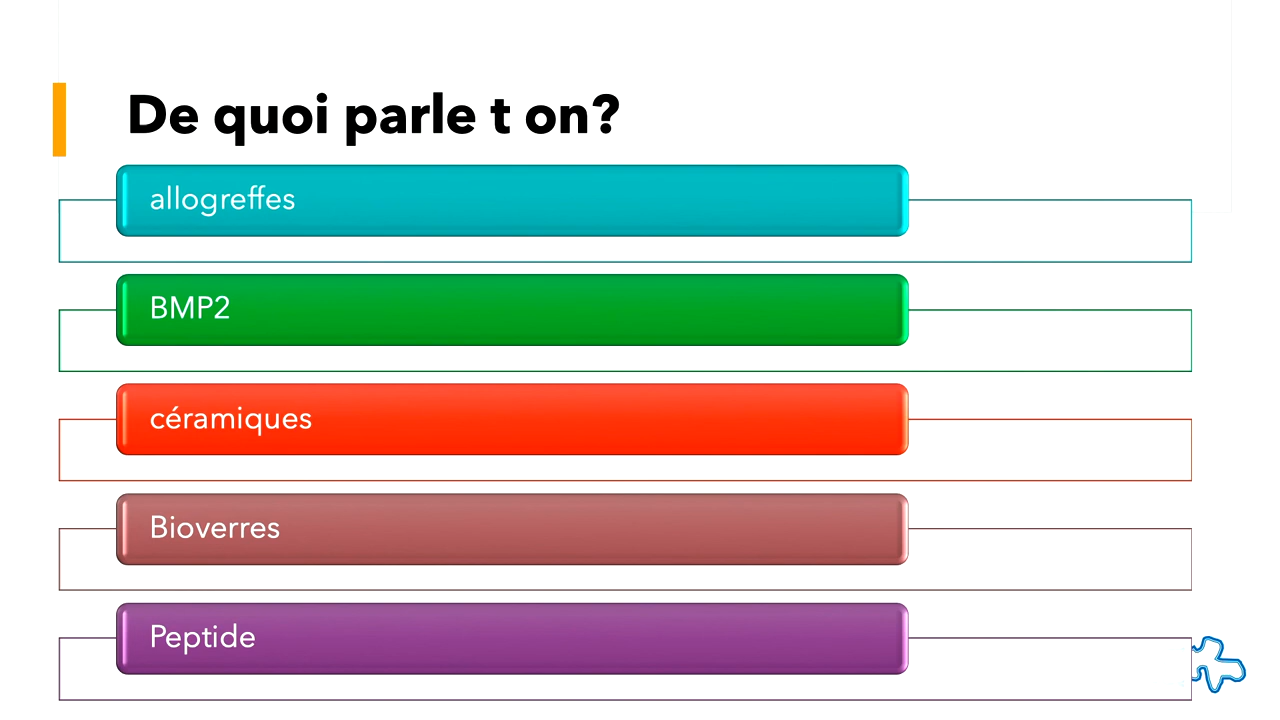 De quoi parle t on?
allogreffes
BMP2
céramiques
Bioverres
Peptide